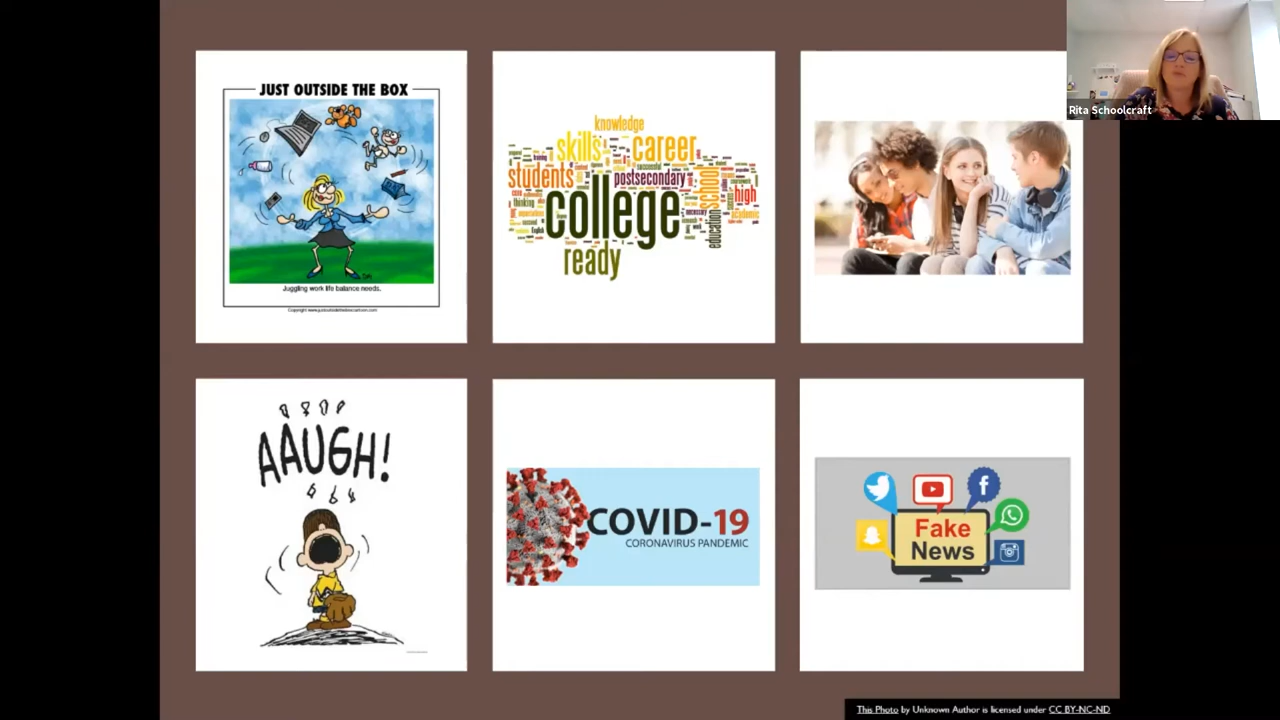 JUST OUTSIDE THE BOX
Juggling work life balance needs.
knowledge
skills
career
students
postsecondary
college
school
high
thinking
academic
education
ready
Rita Schoolcraft
AAUGH!
COVID-19
CORONAVIRUS PANDEMIC
Fake
News
This Photo by Unknown Author is licensed under CC BY-NC-ND